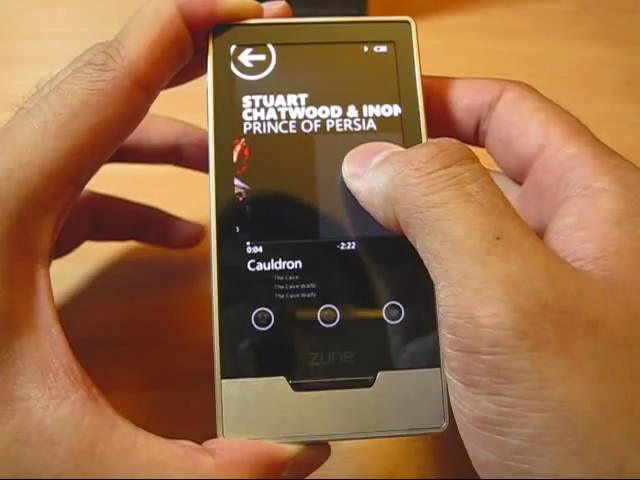 STUART
CHATWOOD & INON
PRINCE OF PERSIA
0:04
-2:22
Cauldron
The Cave
The Cave Waltz
The Cave Waltz
zune